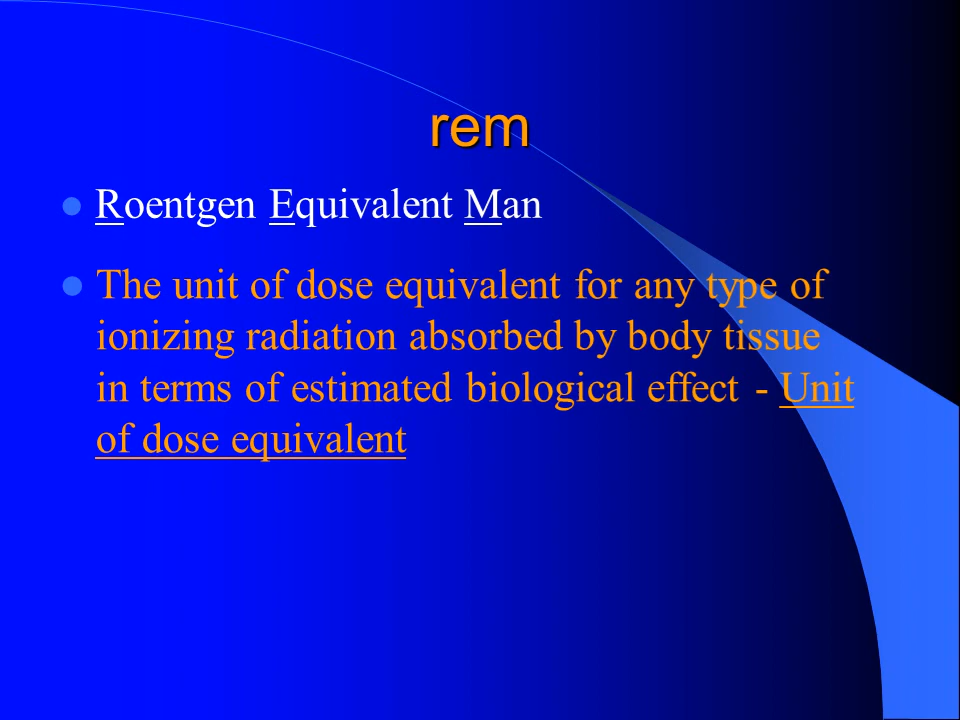 rem
Roentgen Equivalent Man
The unit of dose equivalent for any type of
ionizing radiation absorbed by body tissue
in terms of estimated biological effect - Unit
of dose equivalent